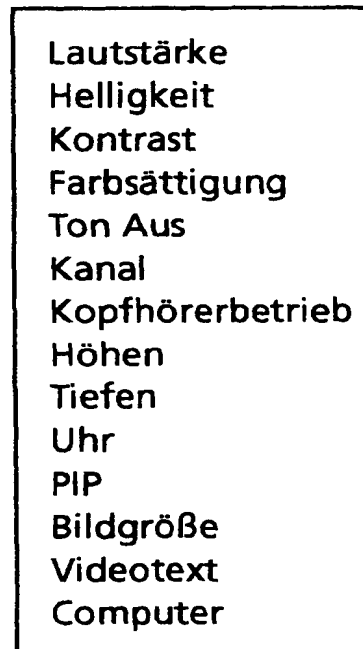 Lautstärke
Helligkeit
Kontrast
Farbsättigung
Ton Aus
Kanal
Kopfhörerbetrieb
Höhen
Tiefen
Uhr
PIP
Bildgröße
Videotext
Computer